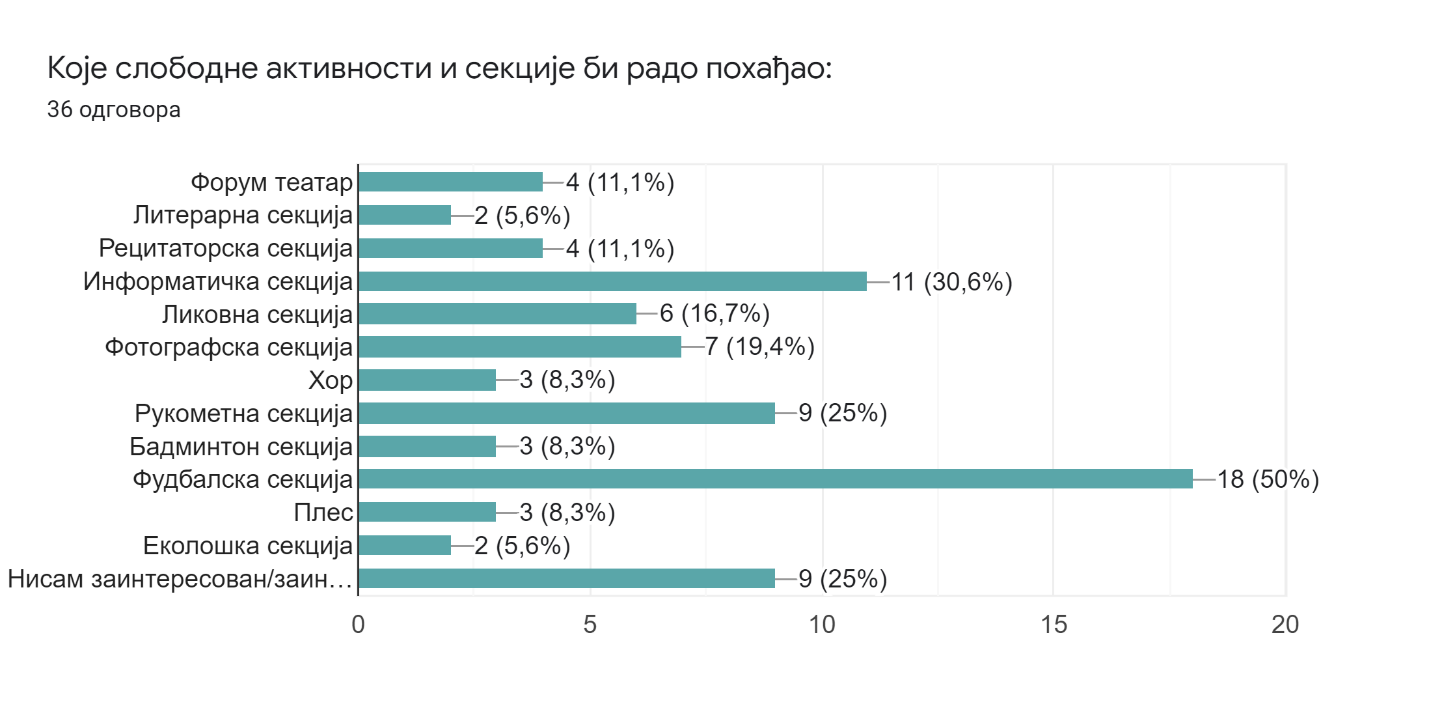 Које слободне активности и секције би радо похађао:
36 одговора
Форум театар 4 (11,1%)
Литерарна секција 2 (5,6%)
Рецитаторска секција 4 (11,1%)
Информатичка секција 11 (30,6%)
Ликовна секција 6 (16,7%)
Фотографска секција 7 (19,4%)
Хор 3 (8,3%)
Рукометна секција 9 (25%)
Бадминтон секција 3 (8,3%)
Фудбалска секција 18 (50%)
Плес 3 (8,3%)
Еколошка секција 2 (5,6%)
Нисам заинтересован/заин… 9 (25%)
0 5 10 15 20